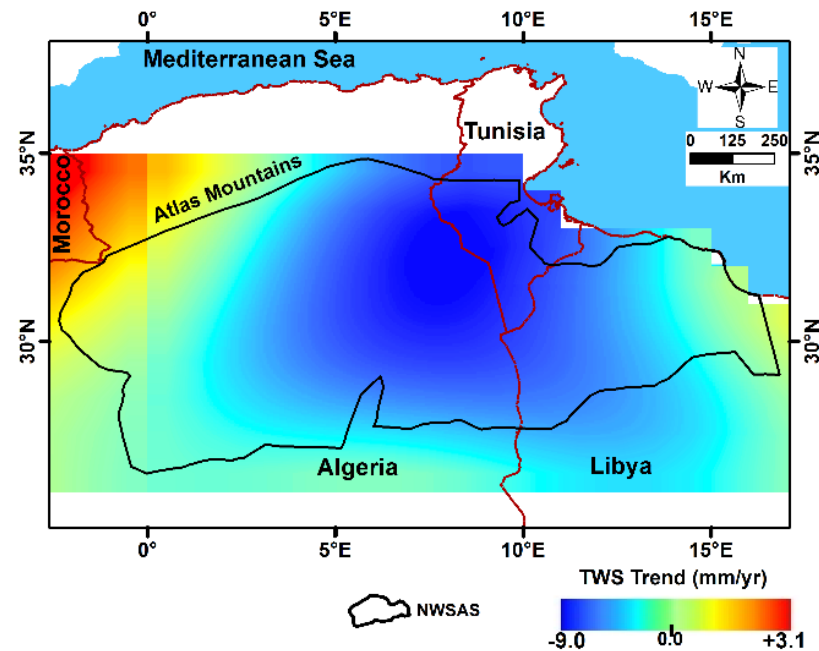 0° 5°E 10°E 15°E
Mediterranean Sea
N
W E
S
Tunisia
0 125 250
Km
35°N 35°N
Atlas Mountains
Morocco
30°N 30°N
Algeria Libya
0° 5°E 10°E 15°E
TWS Trend (mm/yr)
NWSAS
-9.0 0.0 +3.1